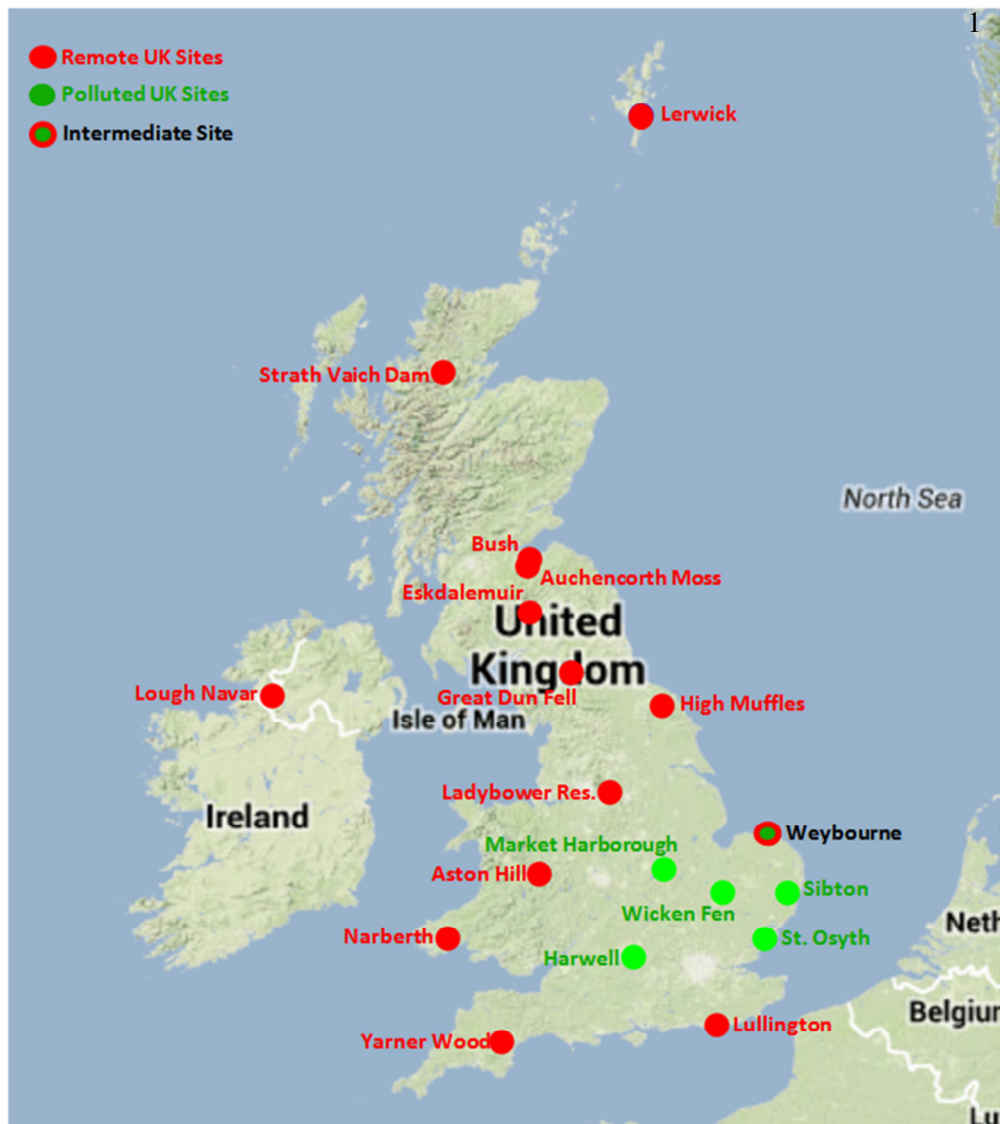 1
Remote UK Sites
Polluted UK Sites
Intermediate Site
Lerwick
Strath Vaich Dam
North Sea
Bush
Auchencorth Moss
Eskdalemuir
United
Kingdom
Great Dun Fell
Lough Navar
High Muffles
Isle of Man
Ladybower Res.
Ireland
Weybourne
Market Harborough
Aston Hill
Sibton
Wicken Fen
Neth
Narberth
St. Osyth
Harwell
Belgiur
Lullington
Yarner Wood
Lu